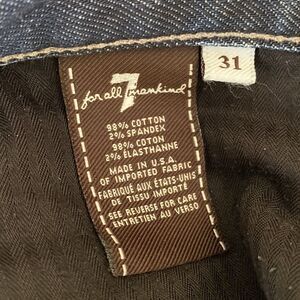 31
7
for all mankind
98% COTTON
2% SPANDEX
98% COTON
2% ÉLASTHANNE
MADE IN U.S.A.
OF IMPORTED FABRIC
FABRIQUÉ AUX ÉTATS-UNIS
DE TISSU IMPORTÉ
SEE REVERSE FOR CARE
ENTRETIEN AU VERSO